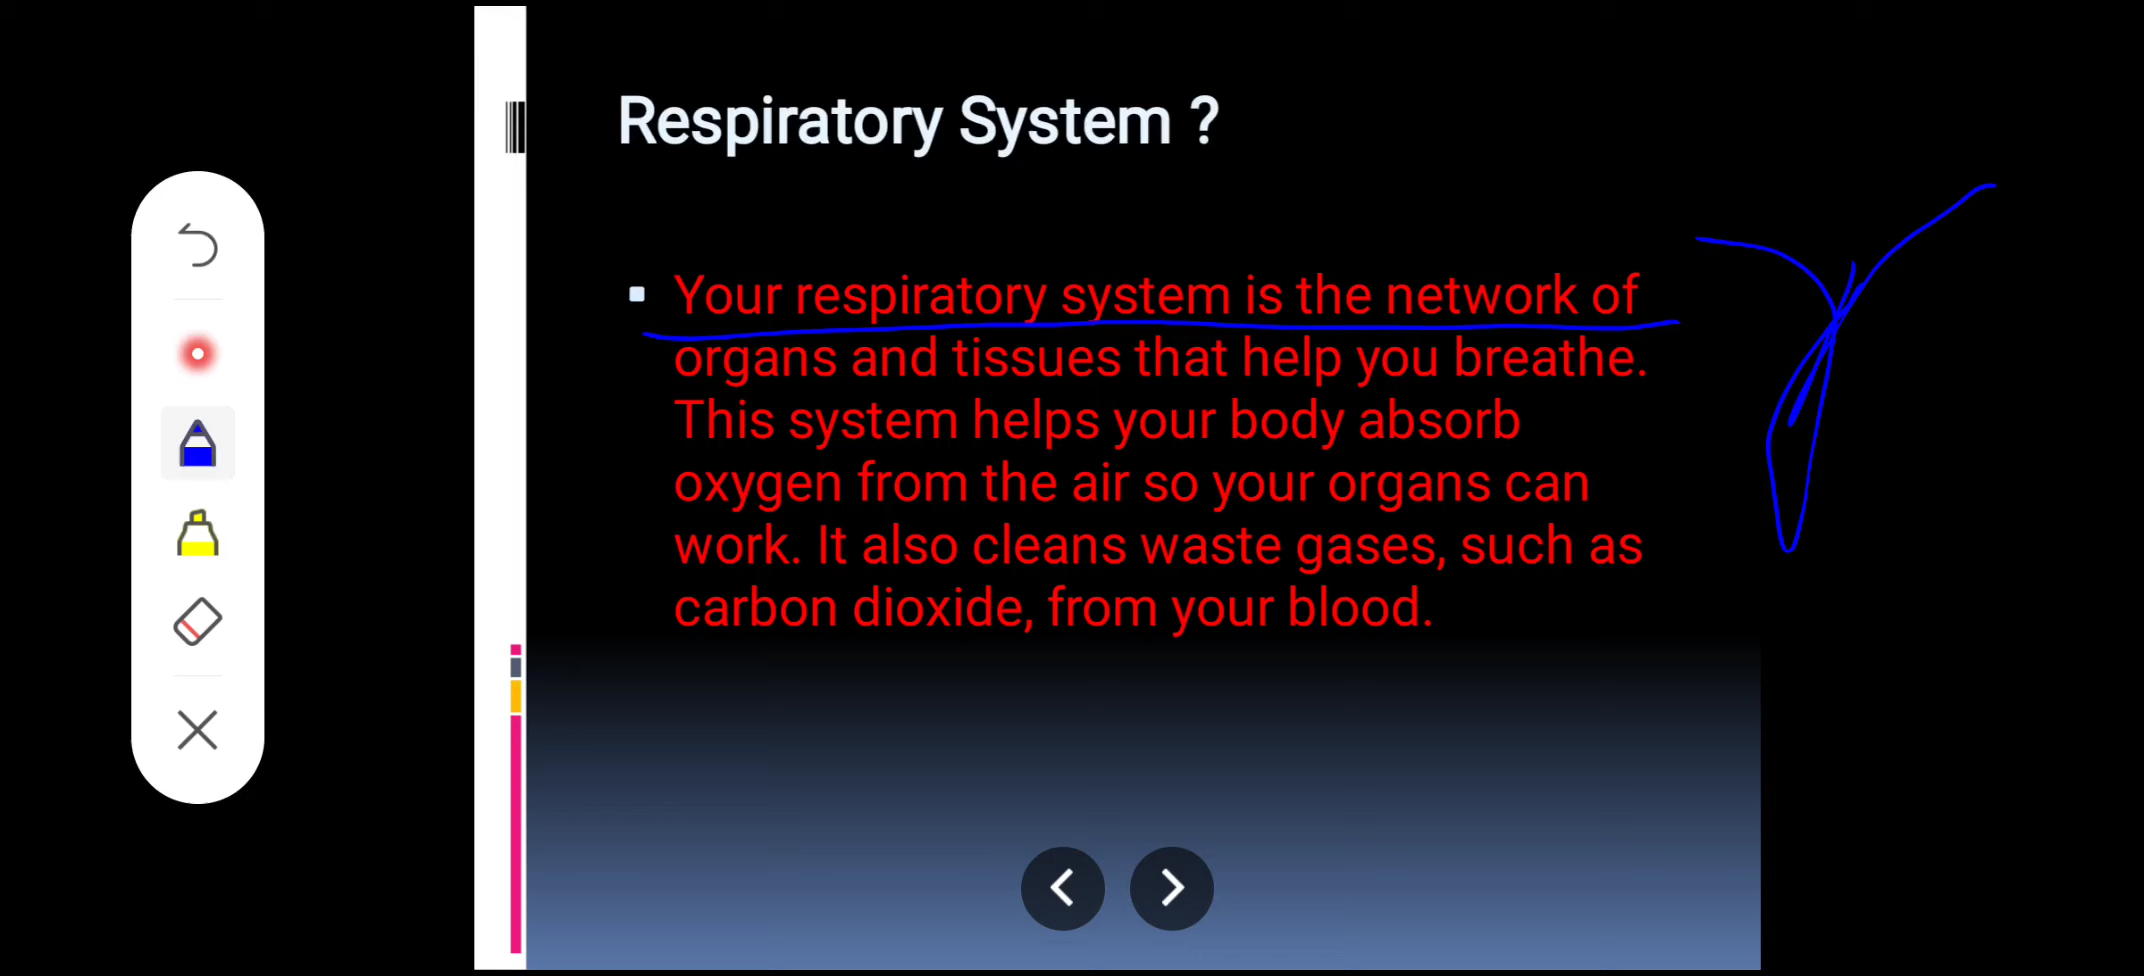 Respiratory System ?
Your respiratory system is the network of
organs and tissues that help you breathe.
This system helps your body absorb
oxygen from the air so your organs can
work. It also cleans waste gases, such as
carbon dioxide, from your blood.